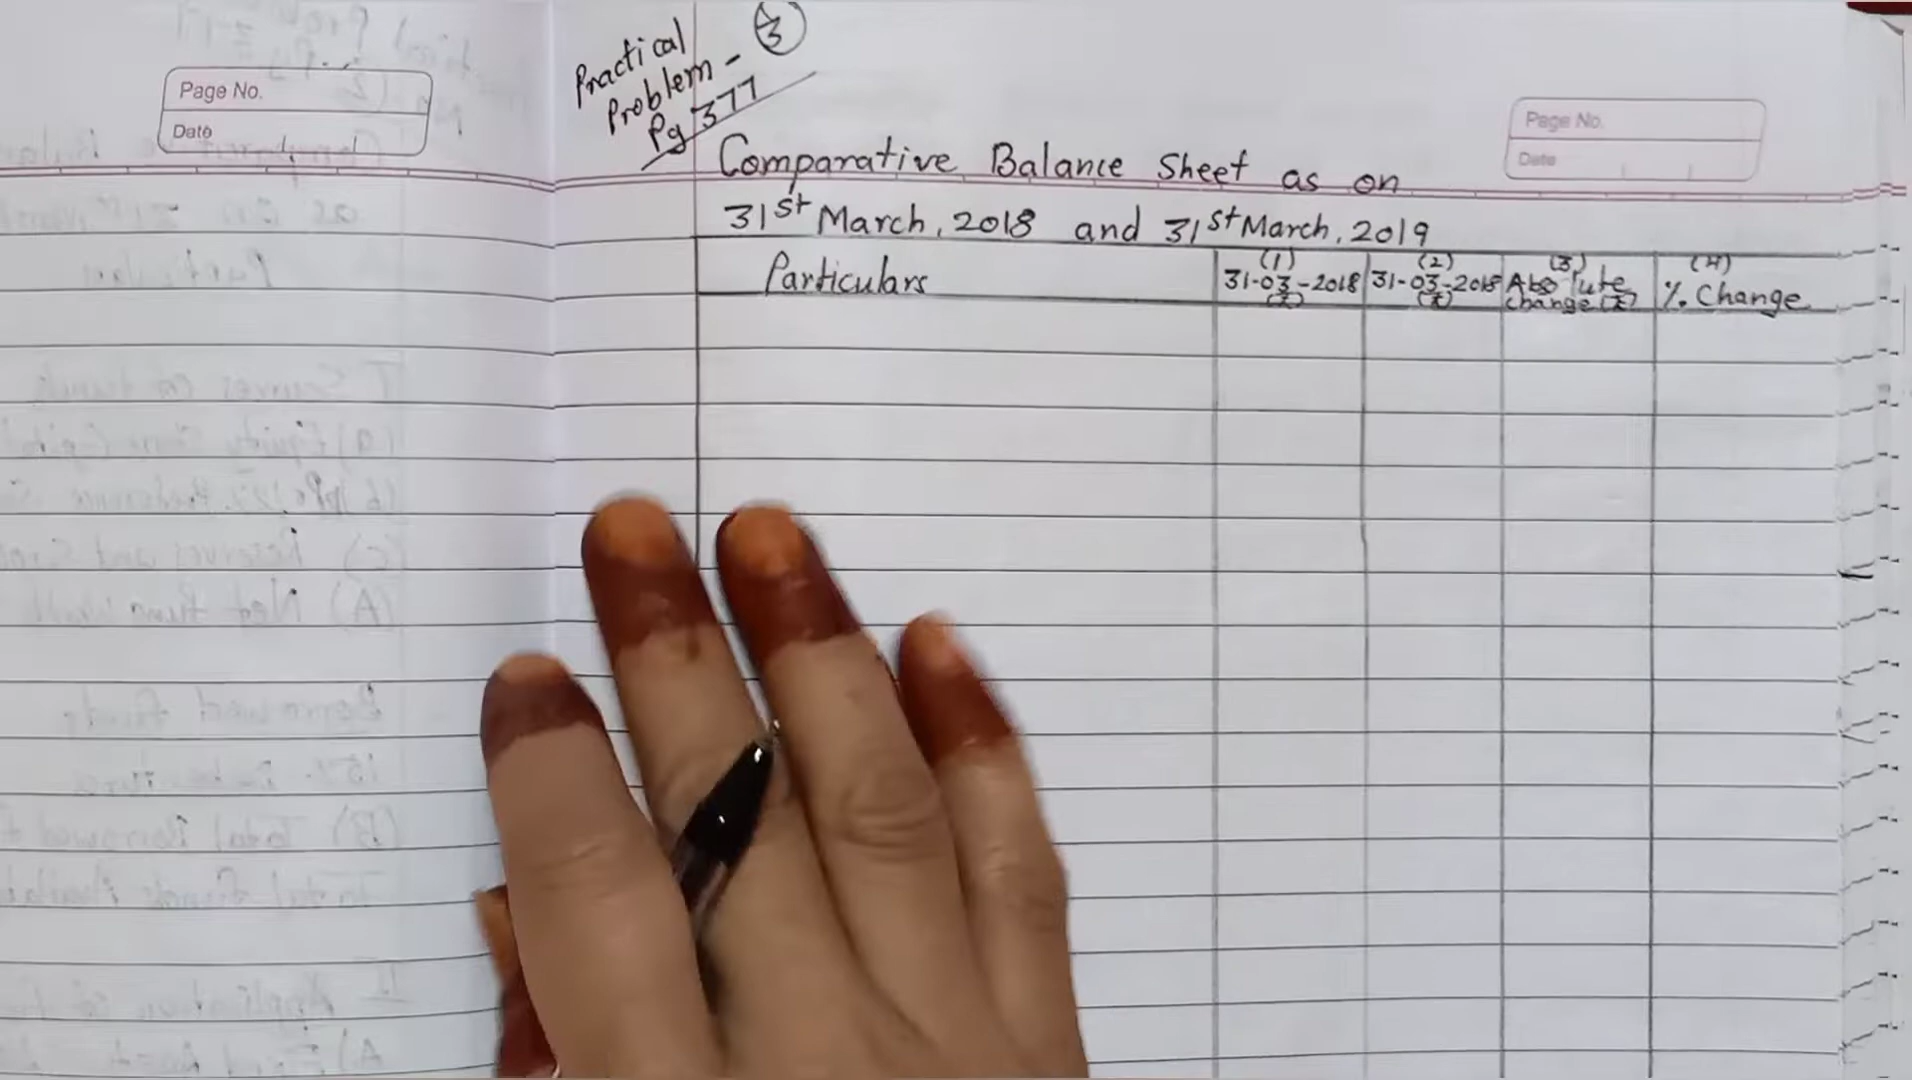 Page No.
Date
Practical
Problem - 3
Pg 377
Page No.
Date
Comparative Balance Sheet as on
31st March, 2018 and 31st March, 2019
Particulars
(1)
31-03-2018
(₹)
(2)
31-03-2018
(₹)
(3)
Absolute
Change (₹)
(4)
% Change